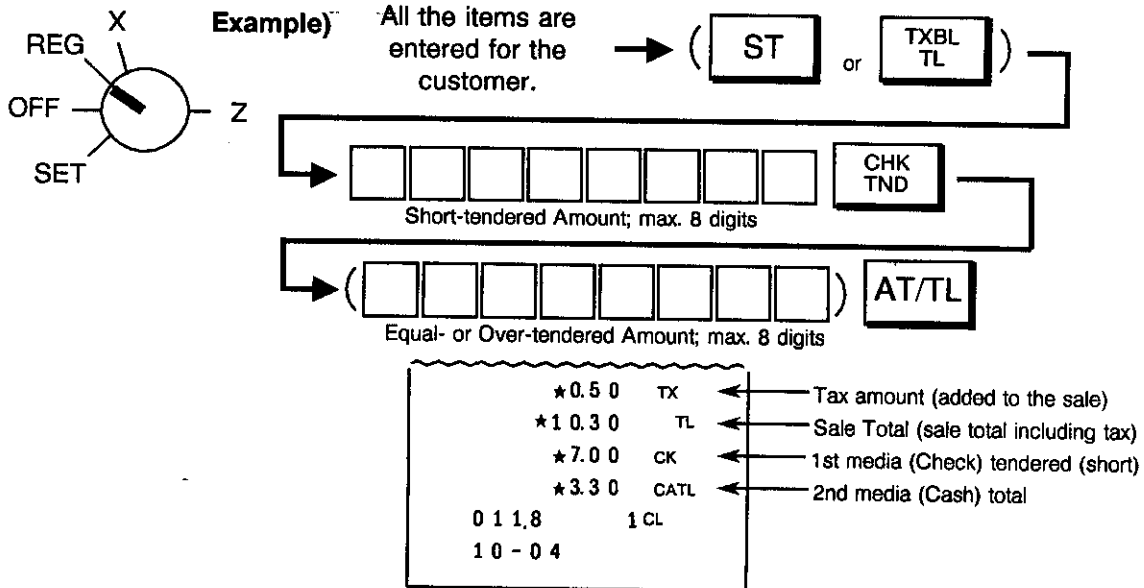 Example) All the items are entered for the customer.
( ST or TXBL TL )
X
REG
OFF
Z
SET
CHK TND
Short-tendered Amount; max. 8 digits
( ) AT/TL
Equal- or Over-tendered Amount; max. 8 digits
★0.50 TX Tax amount (added to the sale)
★10.30 TL Sale Total (sale total including tax)
★7.00 CK 1st media (Check) tendered (short)
★3.30 CATL 2nd media (Cash) total
011.8 1CL
10-04